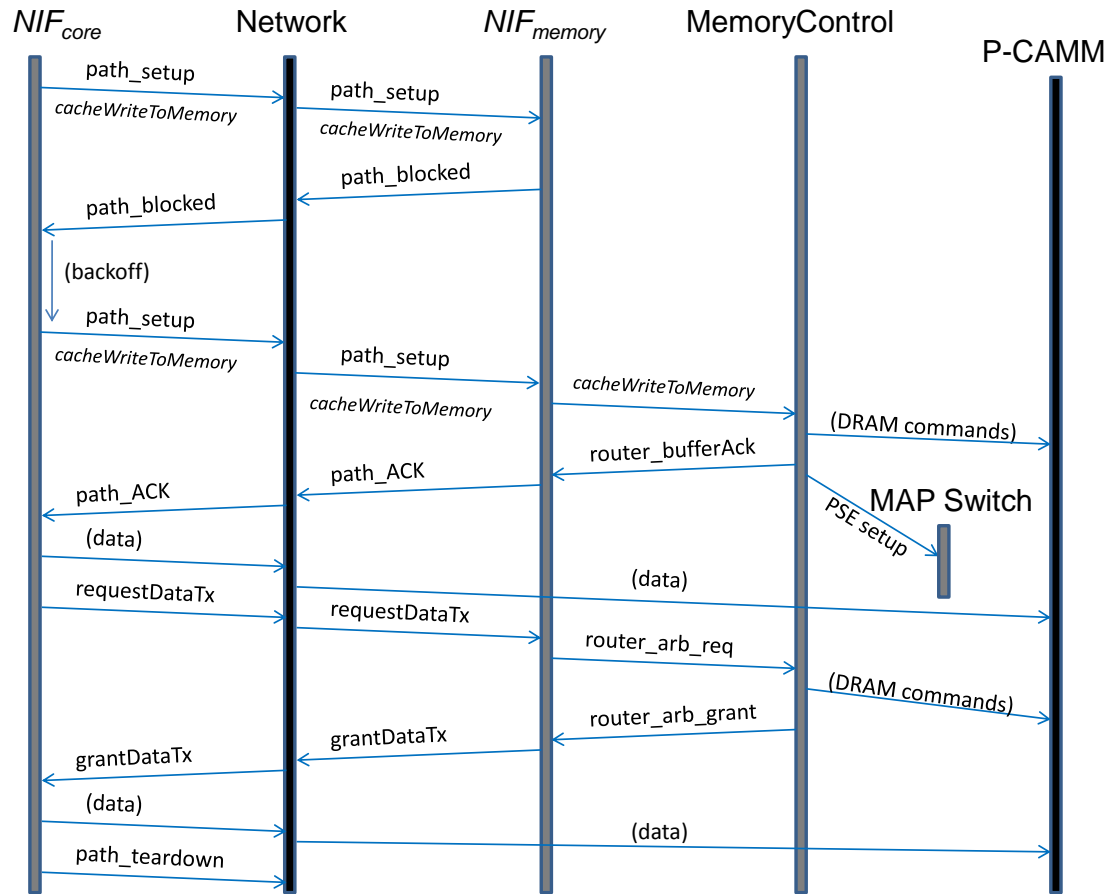 NIFcore
Network
NIFmemory
MemoryControl
P-CAMM
path_setup
cacheWriteToMemory
path_setup
cacheWriteToMemory
path_blocked
path_blocked
(backoff)
path_setup
cacheWriteToMemory
path_setup
cacheWriteToMemory
cacheWriteToMemory
(DRAM commands)
router_bufferAck
path_ACK
path_ACK
MAP Switch
PSE setup
(data)
(data)
requestDataTx
requestDataTx
router_arb_req
(DRAM commands)
router_arb_grant
grantDataTx
grantDataTx
(data)
(data)
path_teardown